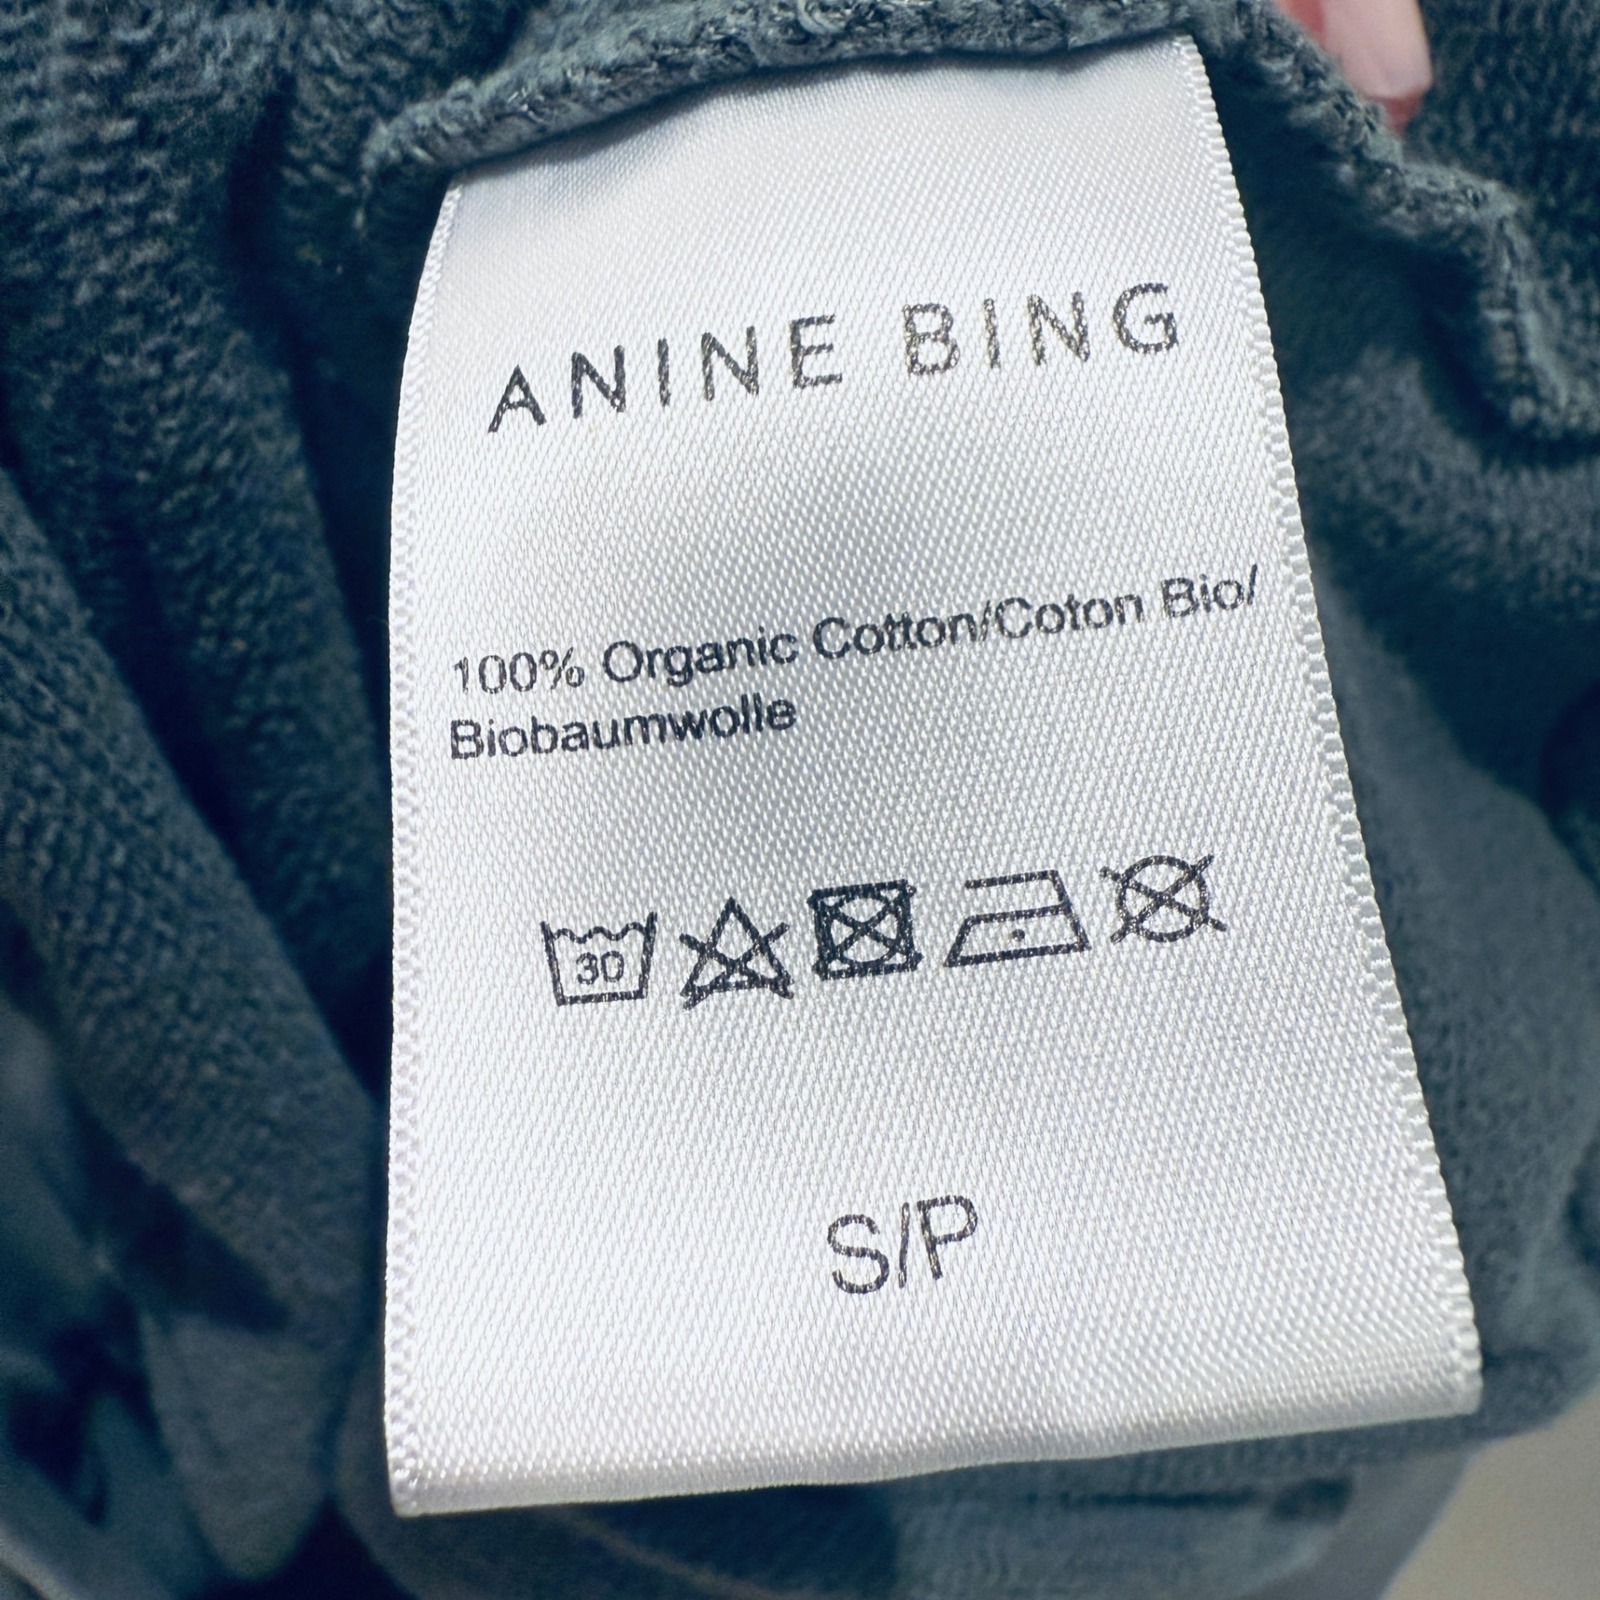 ANINE BING
100% Organic Cotton/Coton Bio/
Biobaumwolle
30
S/P